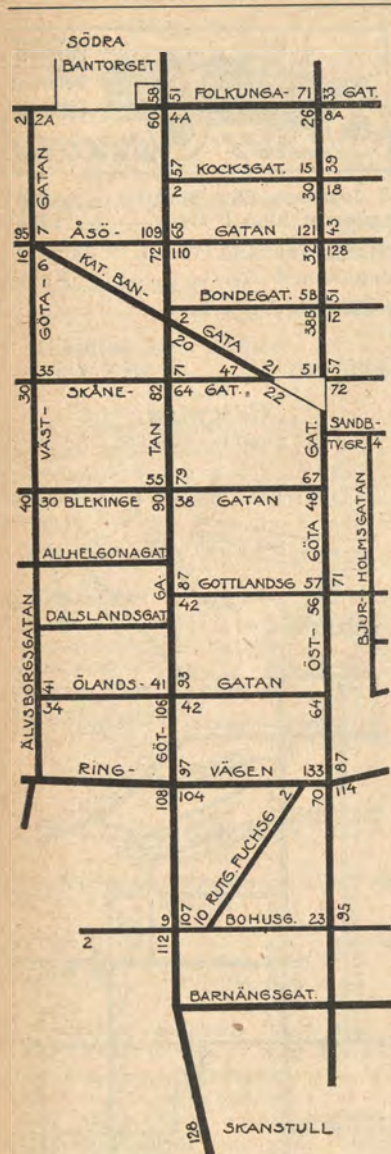 SÖDRA
BANTORGET
58 51 FOLKUNGA- 71 33 GAT.
2 2A 60 4A 26 8A
GATAN
57 KOCKSGAT. 15 39
2 30 18
95 7 ÅSÖ- 109 65 GATAN 121 43
16 6 72 110 32 128
KAT. BAN-
GATA
BONDEGAT. 5B 51
2 38B 12
20
GÖTA-
35 71 47 21 51 57
30 SKÅNE- 82 64 GAT. 22 72
VÄST-
TAN
GAT.
SANDB-
TV.GR. 4
55 79 67
40 30 BLEKINGE 90 38 GATAN 48
GÖTA
HOLMSGATAN
ALLHELGONAGAT.
GA-
87 GOTTLANDSG 57 71
42 56
BJUR-
DALSLANDSGAT.
ÖST-
ÄLVSBORGSGATAN
41 ÖLANDS- 41 93 GATAN
34 106 42 64
GÖT-
RING- 97 VÄGEN 133 87
108 104 2 70 114
RUTG. FUCHSG
9 107 10 BOHUSG. 23 95
2 112
BARNÄNGSGAT.
128 SKANSTULL